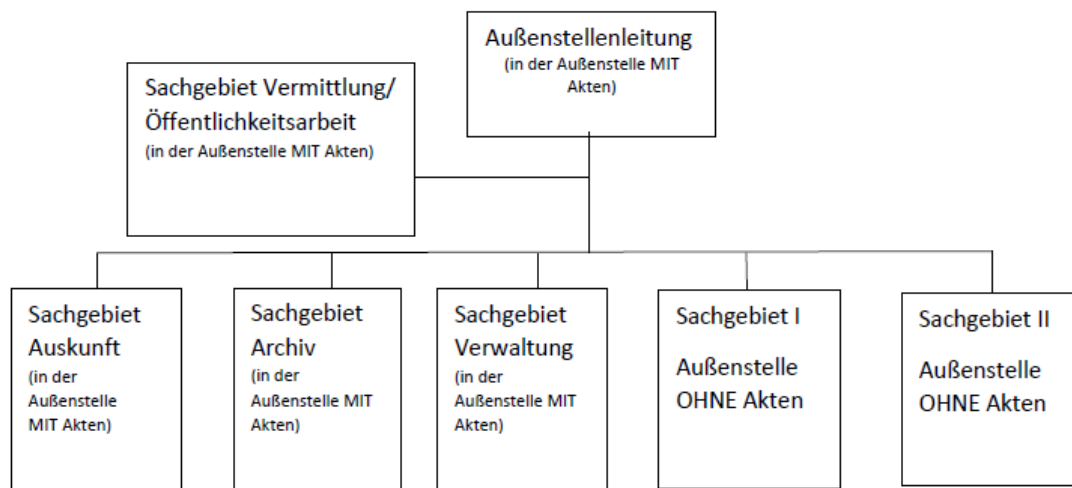 Außenstellenleitung
(in der Außenstelle MIT
Akten)
Sachgebiet Vermittlung/
Öffentlichkeitsarbeit
(in der Außenstelle MIT Akten)
Sachgebiet
Auskunft
(in der
Außenstelle
MIT Akten)
Sachgebiet
Archiv
(in der
Außenstelle MIT
Akten)
Sachgebiet
Verwaltung
(in der
Außenstelle MIT
Akten)
Sachgebiet I
Außenstelle
OHNE Akten
Sachgebiet II
Außenstelle
OHNE Akten